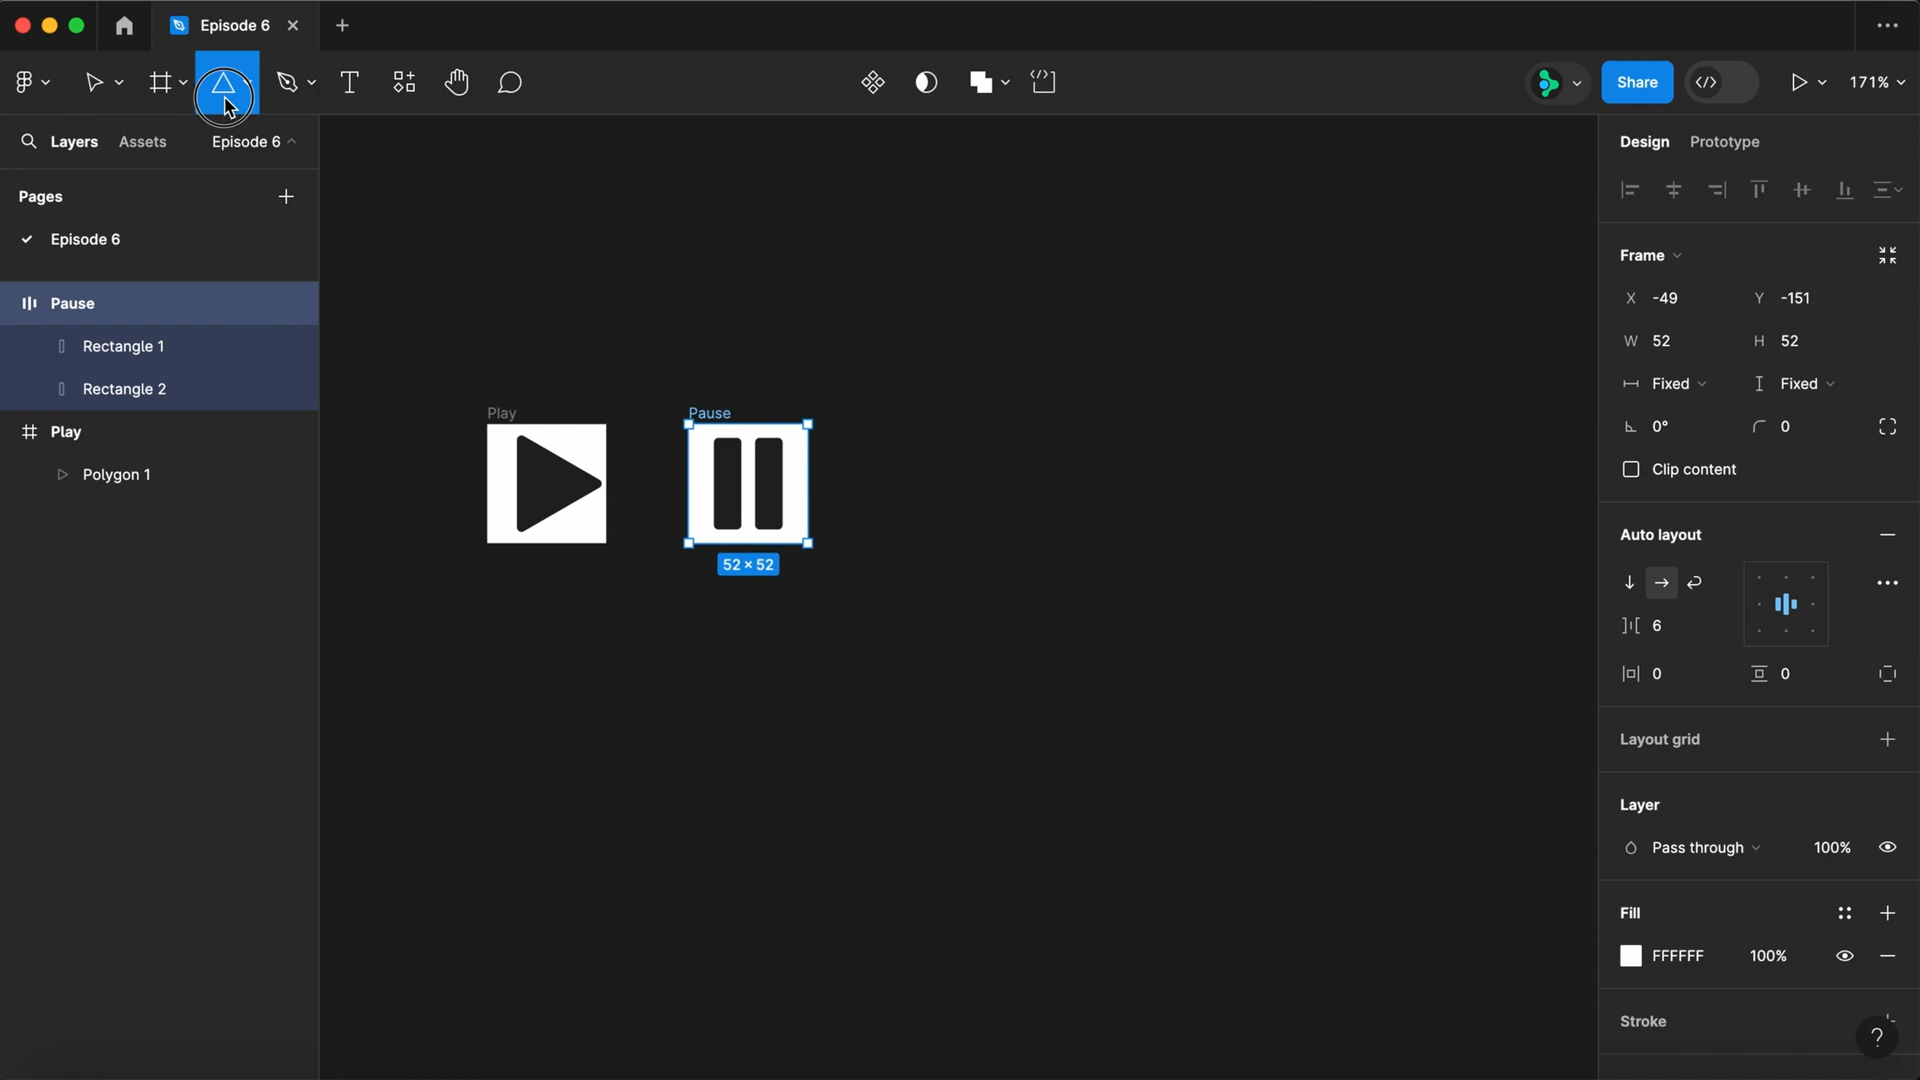 Episode 6
Share
171%
Layers
Assets
Episode 6
Design
Prototype
Pages
Episode 6
Frame
X -49
Y -151
Pause
W 52
H 52
Rectangle 1
Fixed
Fixed
Rectangle 2
Play
Pause
0°
0
Play
Clip content
Polygon 1
Auto layout
52 × 52
6
0
0
Layout grid
Layer
Pass through
100%
Fill
FFFFFF
100%
Stroke
?